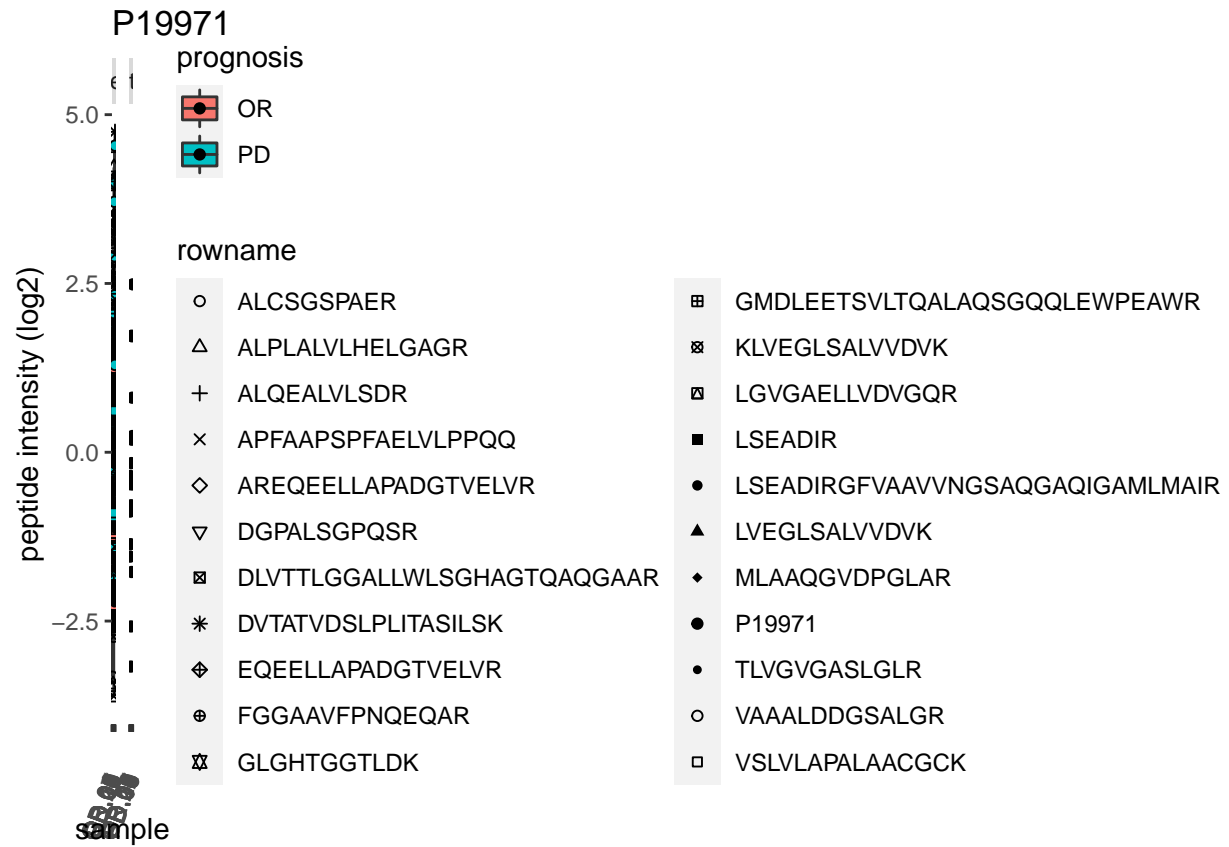 P19971
prognosis
OR
PD
rowname
ALCSGSPAER
ALPLALVLHELGAGR
ALQEALVLSDR
APFAAPSPFAELVLPPQQ
AREQEELLAPADGTVELVR
DGPALSGPQSR
DLVTTLGGALLWLSGHAGTQAQGAAR
DVTATVDSLPLITASILSK
EQEELLAPADGTVELVR
FGGAAVFPNQEQAR
GLGHTGGTLDK
GMDLEETSVLTQALAQSGQQLEWPEAWR
KLVEGLSALVVDVK
LGVGAELLVDVGQR
LSEADIR
LSEADIRGFVAAVVNGSAQGAQIGAMLMAIR
LVEGLSALVVDVK
MLAAQGVDPGLAR
P19971
TLVGVGASLGLR
VAAALDDGSALGR
VSLVLAPALAACGCK
5.0
2.5
0.0
−2.5
peptide intensity (log2)
sample